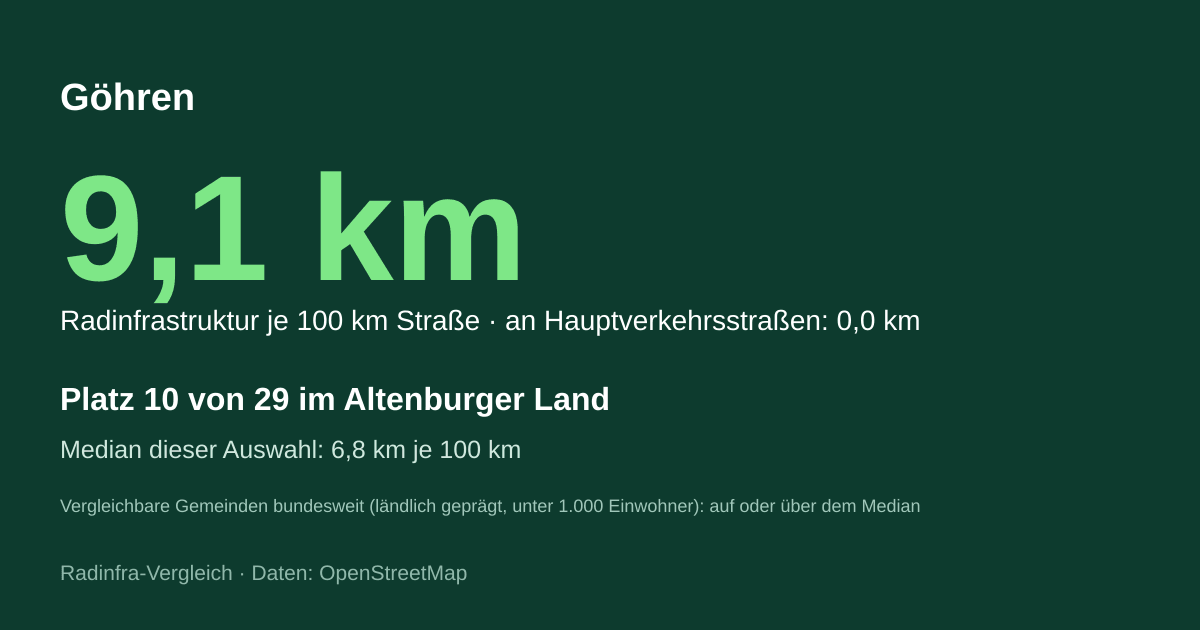 Göhren
9,1 km
Radinfrastruktur je 100 km Straße · an Hauptverkehrsstraßen: 0,0 km
Platz 10 von 29 im Altenburger Land
Median dieser Auswahl: 6,8 km je 100 km
Vergleichbare Gemeinden bundesweit (ländlich geprägt, unter 1.000 Einwohner): auf oder über dem Median
Radinfra-Vergleich · Daten: OpenStreetMap